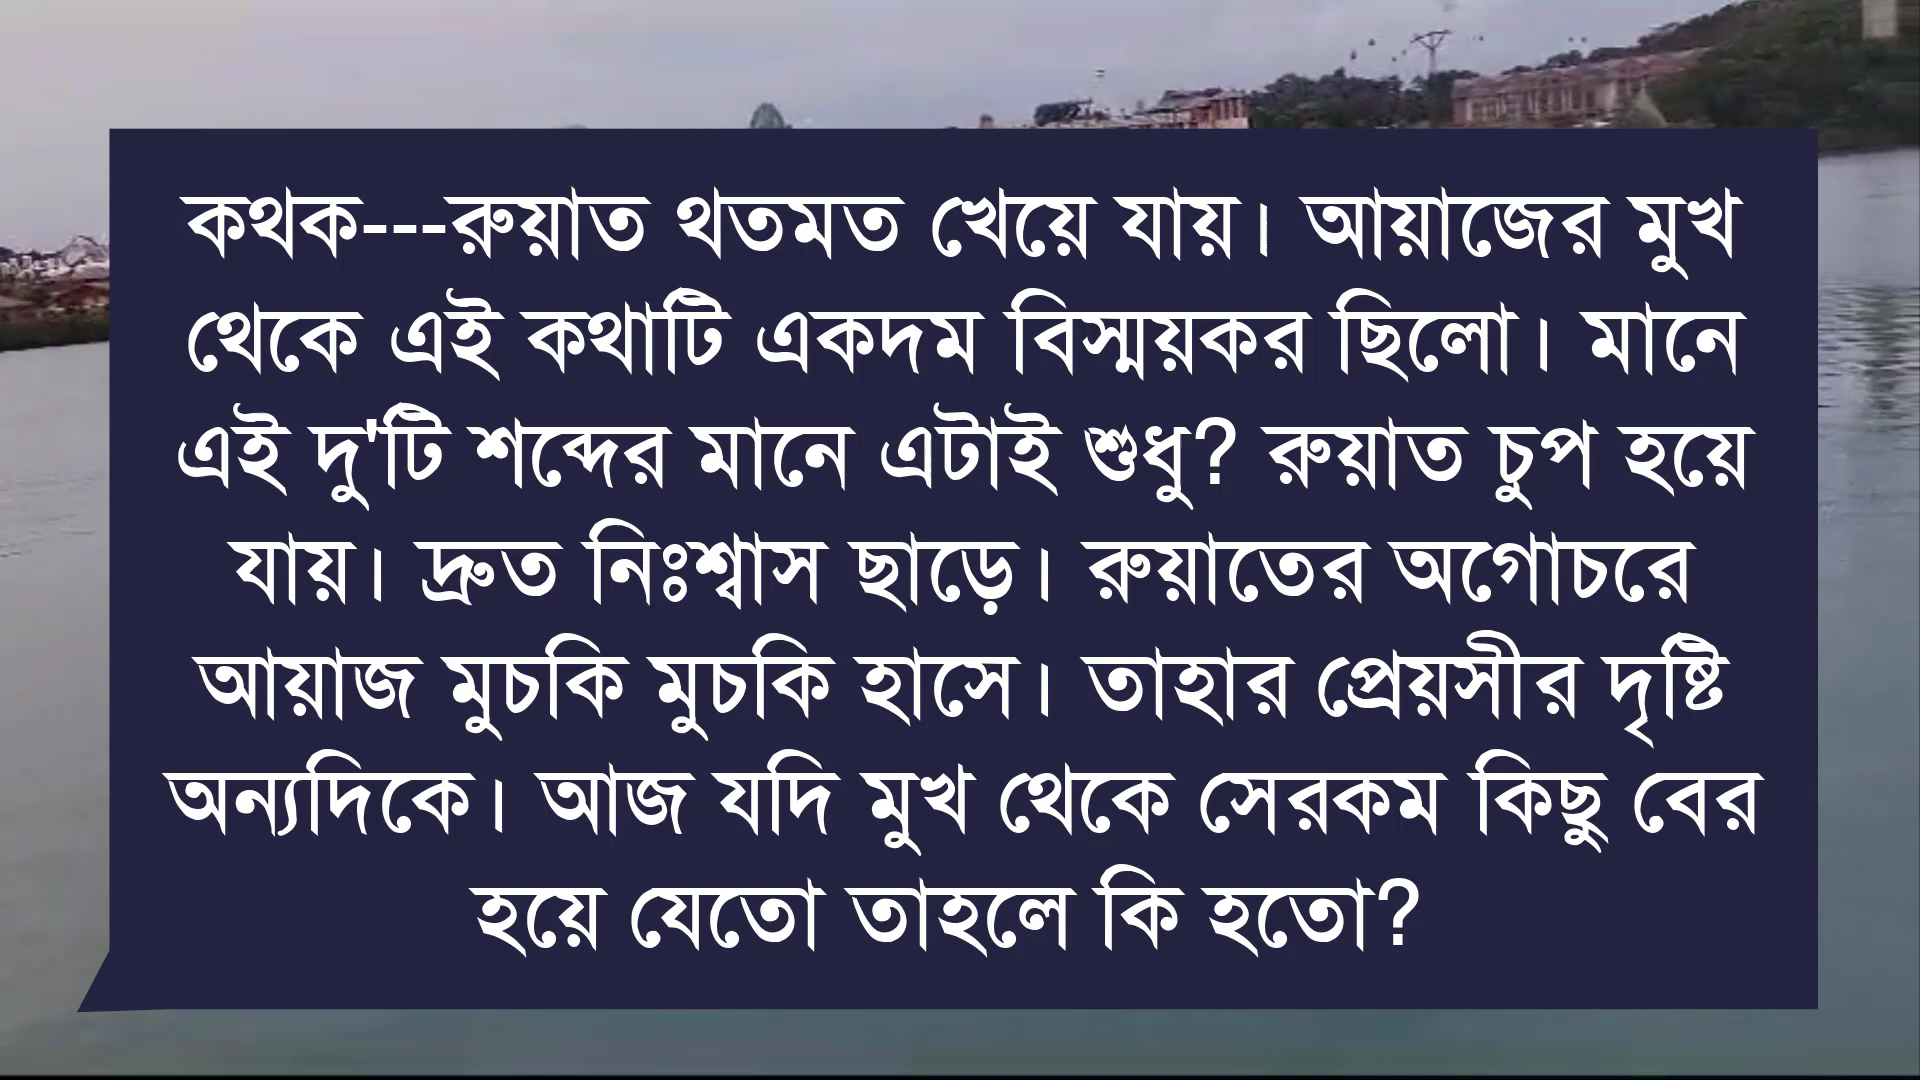 কথক---রুয়াত থতমত খেয়ে যায়। আয়াজের মুখ
থেকে এই কথাটি একদম বিস্ময়কর ছিলো। মানে
এই দু'টি শব্দের মানে এটাই শুধু? রুয়াত চুপ হয়ে
যায়। দ্রুত নিঃশ্বাস ছাড়ে। রুয়াতের অগোচরে
আয়াজ মুচকি মুচকি হাসে। তাহার প্রেয়সীর দৃষ্টি
অন্যদিকে। আজ যদি মুখ থেকে সেরকম কিছু বের
হয়ে যেতো তাহলে কি হতো?